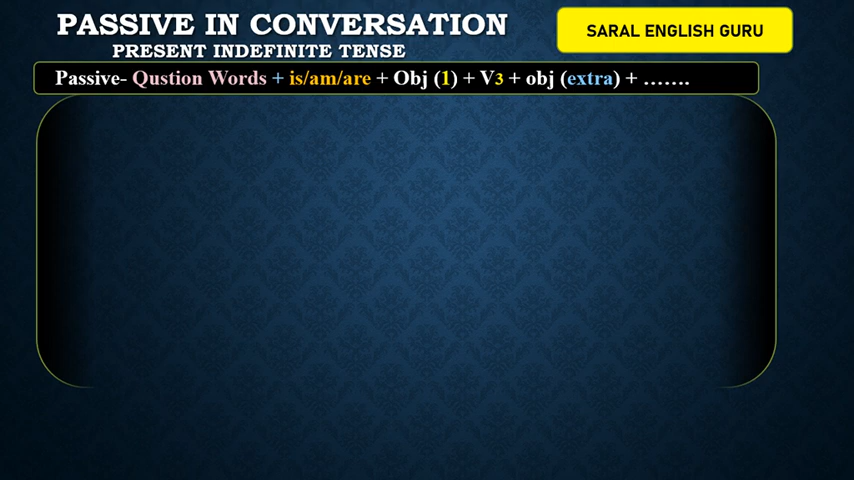 PASSIVE IN CONVERSATION
SARAL ENGLISH GURU
PRESENT INDEFINITE TENSE
Passive- Qustion Words + is/am/are + Obj (1) + V3 + obj (extra) + …….